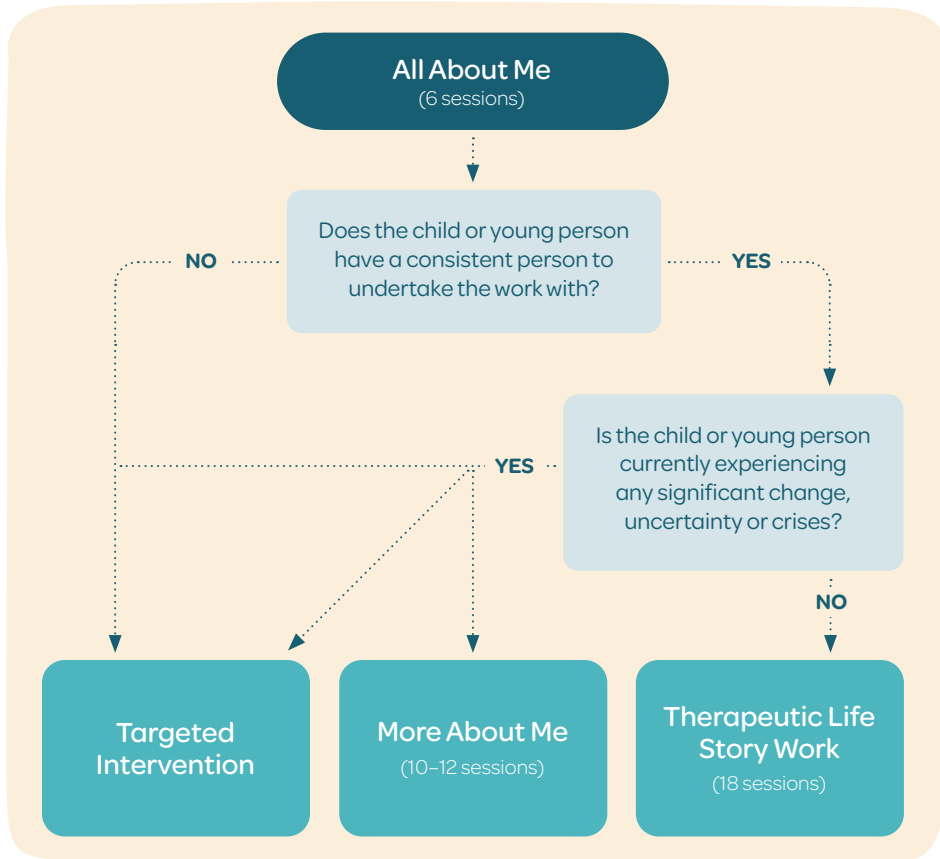 All About Me
(6 sessions)
Does the child or young person
have a consistent person to
undertake the work with?
NO
YES
Is the child or young person
currently experiencing
any significant change,
uncertainty or crises?
YES
NO
Targeted
Intervention
More About Me
(10–12 sessions)
Therapeutic Life
Story Work
(18 sessions)